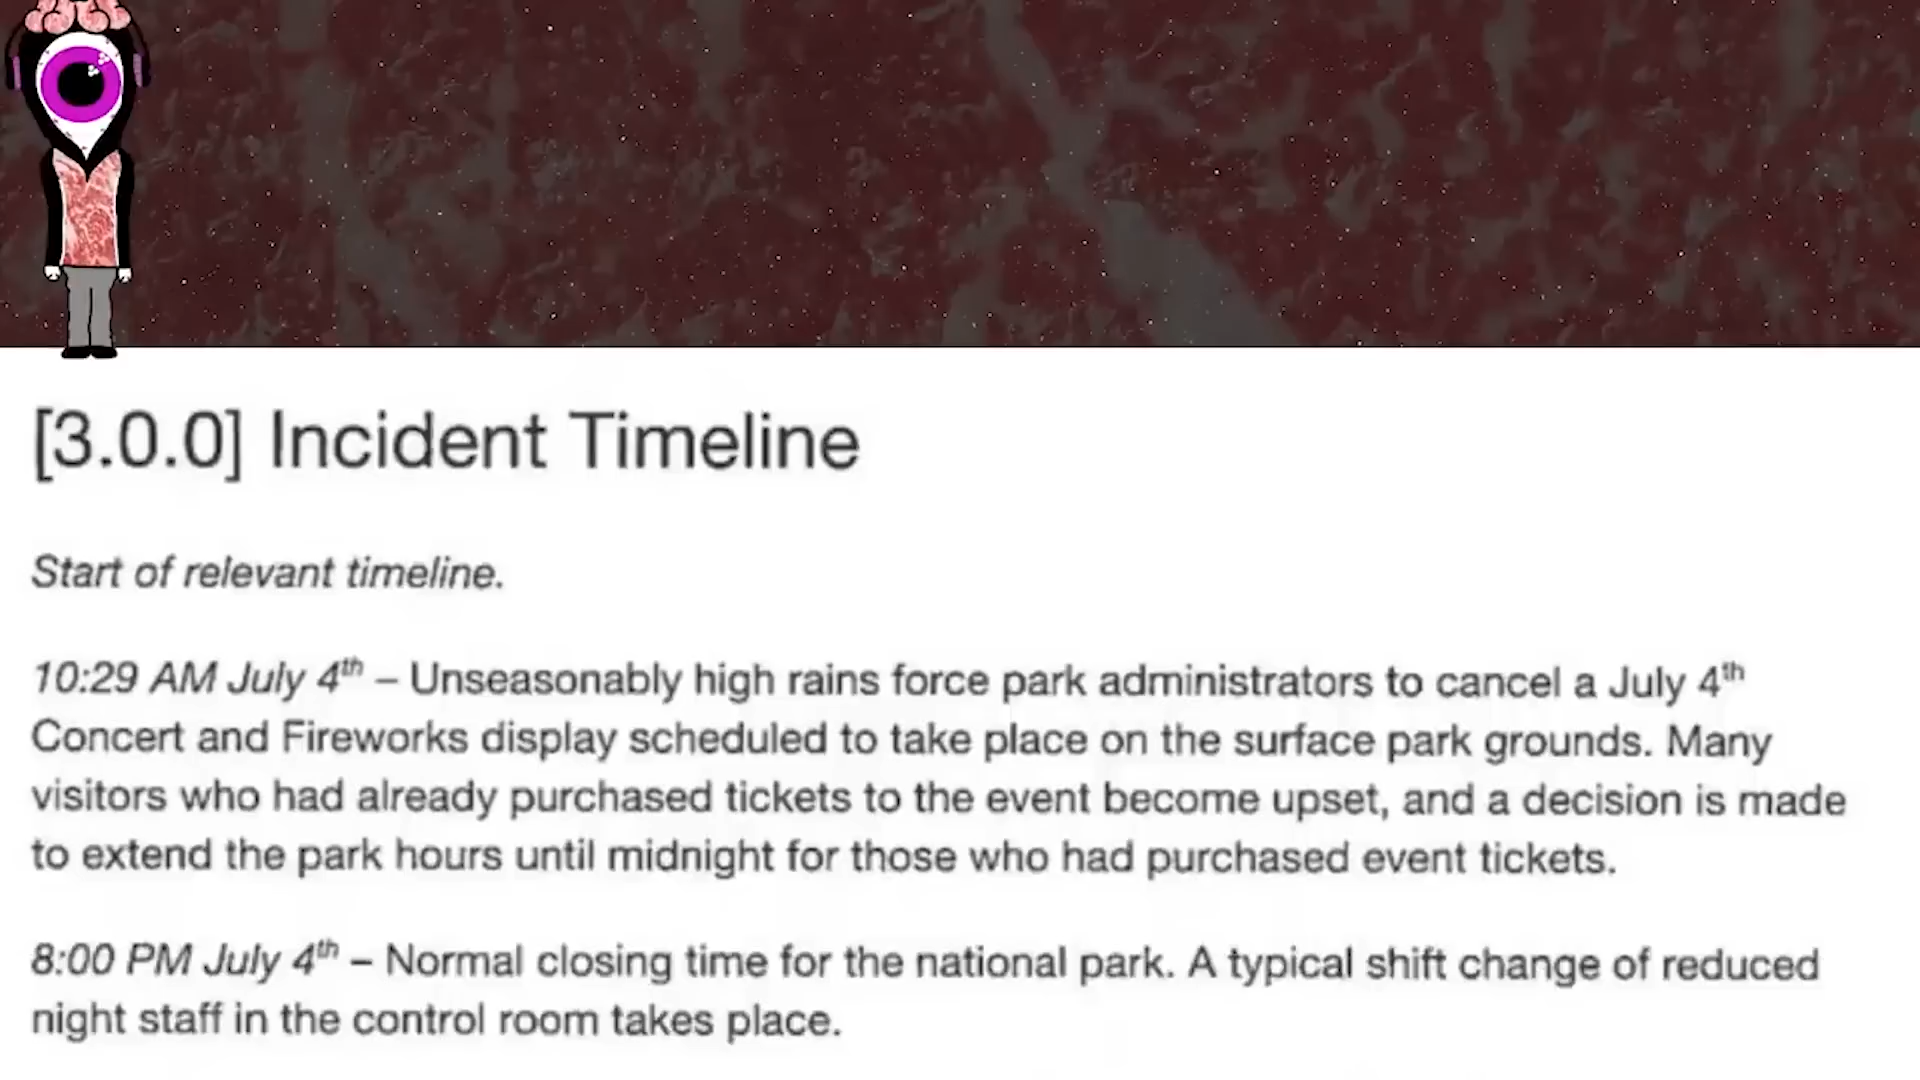 [3.0.0] Incident Timeline
Start of relevant timeline.
10:29 AM July 4th – Unseasonably high rains force park administrators to cancel a July 4th
Concert and Fireworks display scheduled to take place on the surface park grounds. Many
visitors who had already purchased tickets to the event become upset, and a decision is made
to extend the park hours until midnight for those who had purchased event tickets.
8:00 PM July 4th – Normal closing time for the national park. A typical shift change of reduced
night staff in the control room takes place.